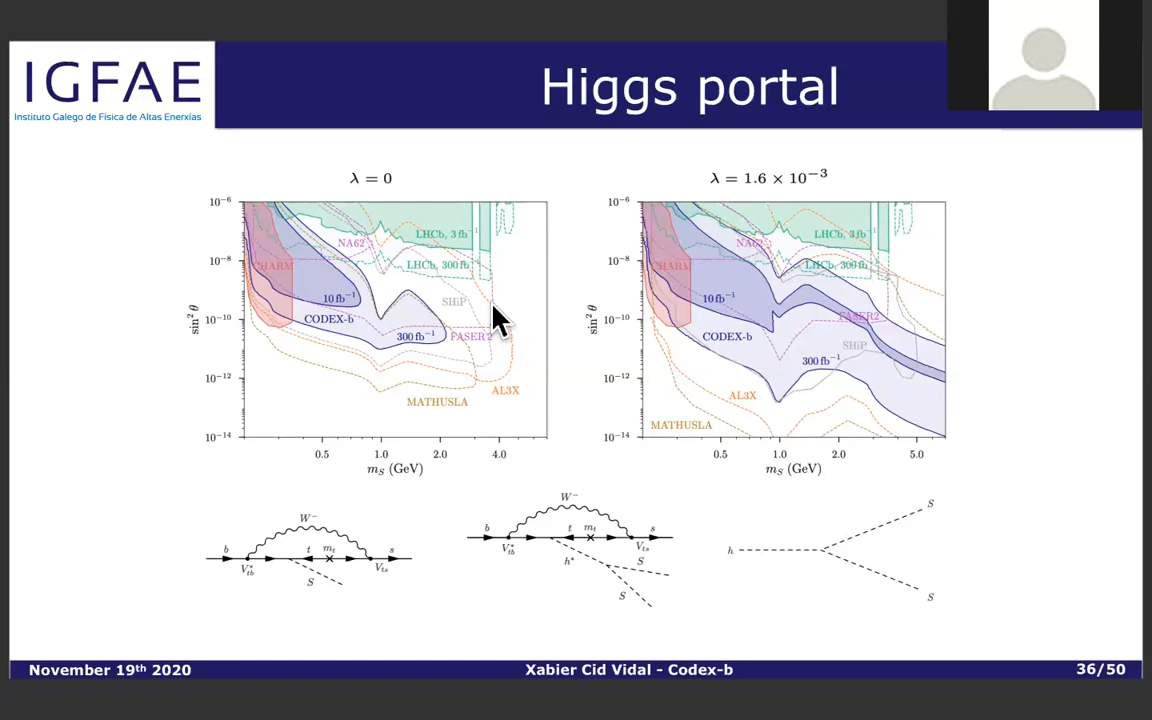 IGFAE
Instituto Galego de Física de Altas Enerxías
Higgs portal
λ = 0
10⁻⁶
10⁻⁸
10⁻¹⁰
10⁻¹²
10⁻¹⁴
sin² θ
NA62
LHCb, 3 fb⁻¹
CHARM
LHCb, 300 fb
10 fb⁻¹
SHiP
CODEX-b
300 fb⁻¹
FASER2
AL3X
MATHUSLA
0.5 1.0 2.0 4.0
m_S (GeV)
λ = 1.6 × 10⁻³
10⁻⁶
10⁻⁸
10⁻¹⁰
10⁻¹²
10⁻¹⁴
sin² θ
NA62
LHCb, 3 fb⁻¹
CHARM
LHCb, 300 fb⁻¹
10 fb⁻¹
FASER2
CODEX-b
SHiP
300 fb⁻¹
AL3X
MATHUSLA
0.5 1.0 2.0 5.0
m_S (GeV)
W⁻
b t m_t s
V*_tb V_ts
S
W⁻
b t m_t s
V*_tb V_ts
h* S
S
h S
S
November 19th 2020
Xabier Cid Vidal - Codex-b
36/50